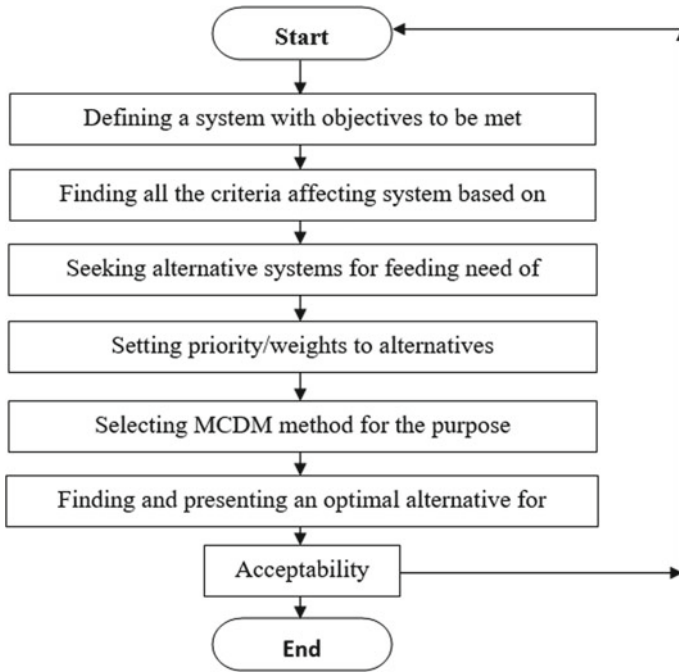 Start
Defining a system with objectives to be met
Finding all the criteria affecting system based on
Seeking alternative systems for feeding need of
Setting priority/weights to alternatives
Selecting MCDM method for the purpose
Finding and presenting an optimal alternative for
Acceptability
End